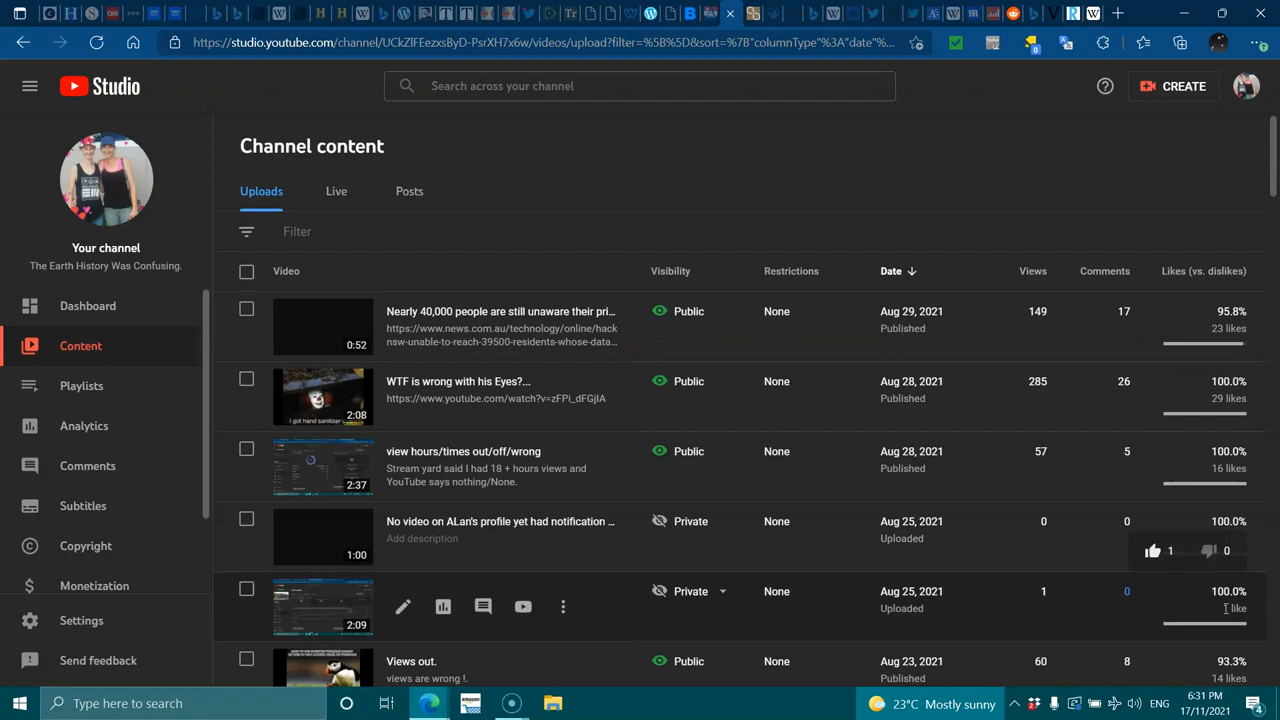 https://studio.youtube.com/channel/UCkZlFEezxsByD-PsrXH7x6w/videos/upload?filter=%5B%5D&sort=%7B"columnType"%3A"date"%...
Studio
Search across your channel
CREATE
Channel content
Uploads Live Posts
Filter
Your channel
The Earth History Was Confusing.
Dashboard
Content
Playlists
Analytics
Comments
Subtitles
Copyright
Monetization
Settings
Send feedback
Video Visibility Restrictions Date Views Comments Likes (vs. dislikes)
0:52 Nearly 40,000 people are still unaware their pri... Public None Aug 29, 2021 149 17 95.8%
https://www.news.com.au/technology/online/hack Published 23 likes
nsw-unable-to-reach-39500-residents-whose-data...
WTF is wrong with his Eyes?... Public None Aug 28, 2021 285 26 100.0%
https://www.youtube.com/watch?v=zFPi_dFGjIA Published 29 likes
I got hand sanitizer 2:08
view hours/times out/off/wrong Public None Aug 28, 2021 57 5 100.0%
Stream yard said I had 18 + hours views and Published 16 likes
YouTube says nothing/None.
2:37
No video on ALan's profile yet had notification ... Private None Aug 25, 2021 0 0 100.0%
Add description Uploaded
1:00 1 0
Private None Aug 25, 2021 1 0 100.0%
Uploaded like
2:09
Views out. Public None Aug 23, 2021 60 8 93.3%
views are wrong !. Published 14 likes
Type here to search
23°C Mostly sunny
ENG
6:31 PM
17/11/2021
4